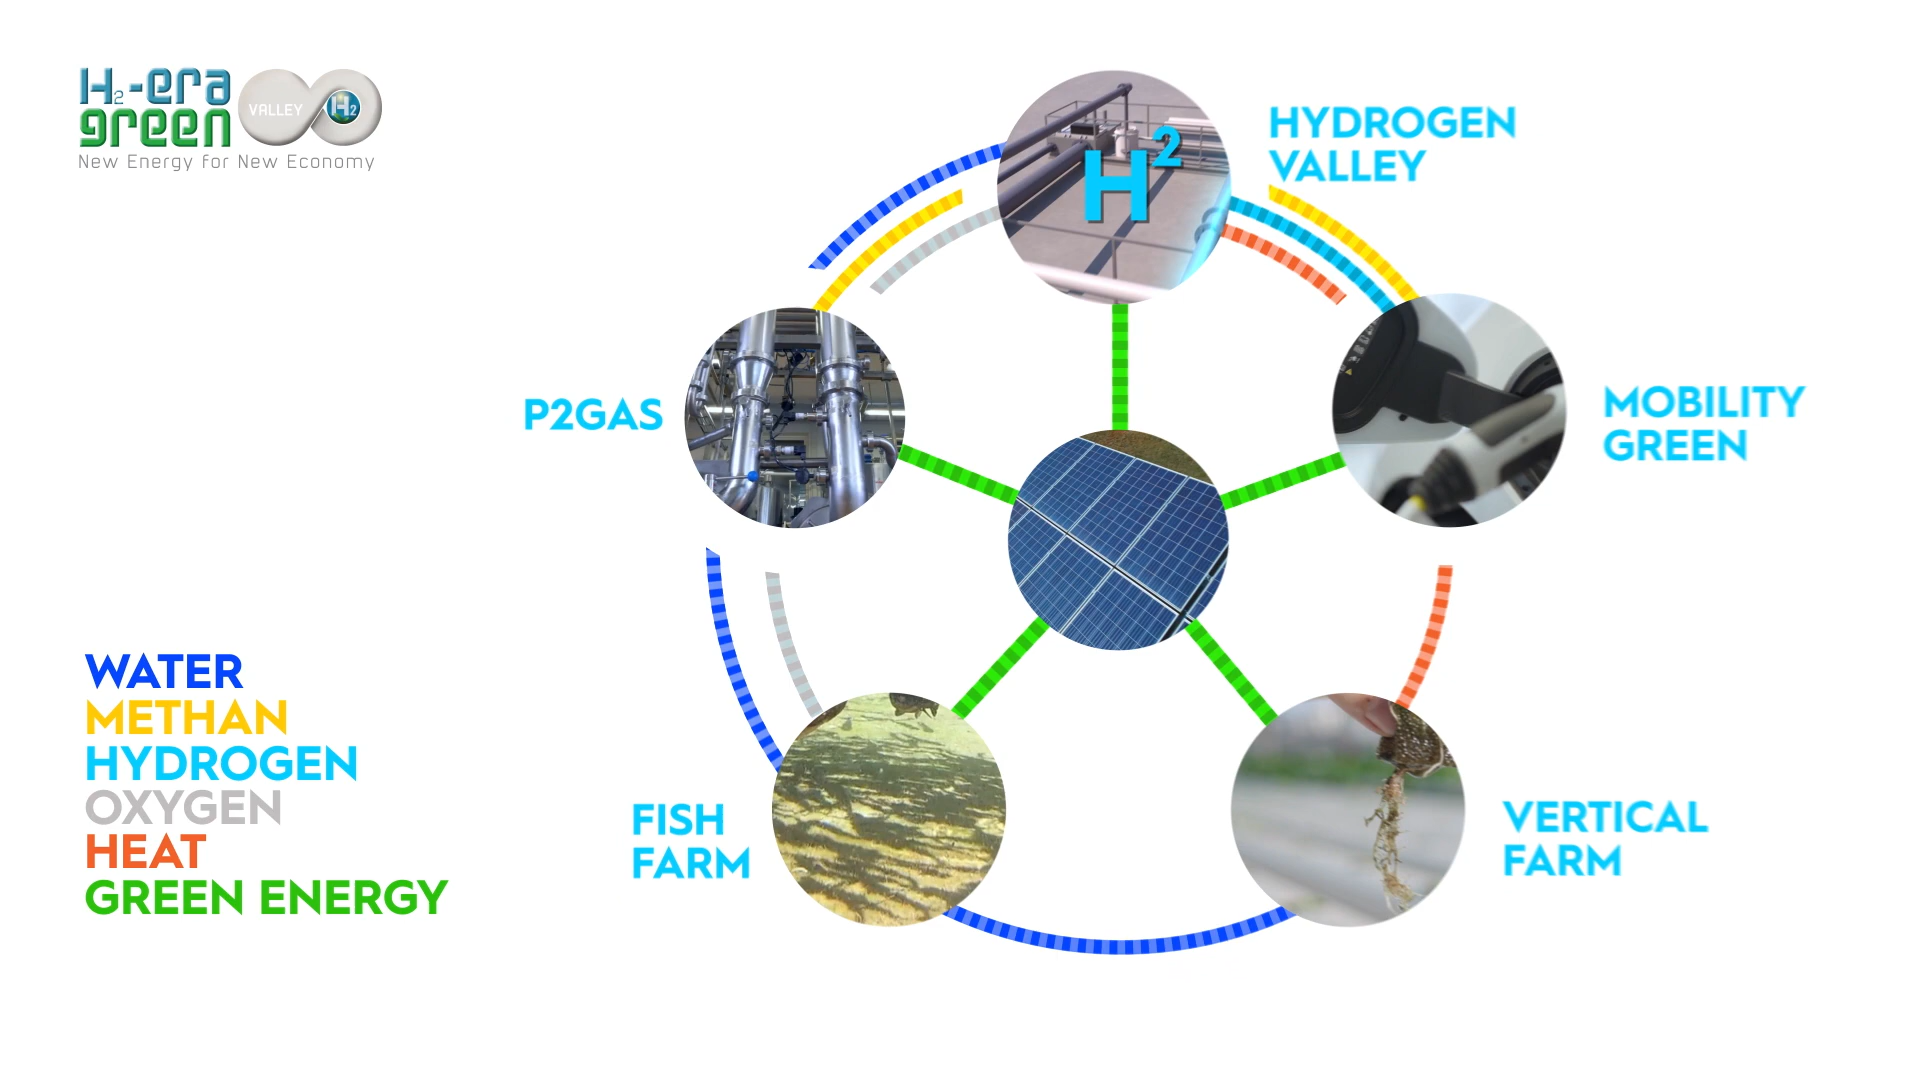 H2-era
green
VALLEY H2
New Energy for New Economy
H2
HYDROGEN
VALLEY
P2GAS
MOBILITY
GREEN
WATER
METHAN
HYDROGEN
OXYGEN
HEAT
GREEN ENERGY
FISH
FARM
VERTICAL
FARM